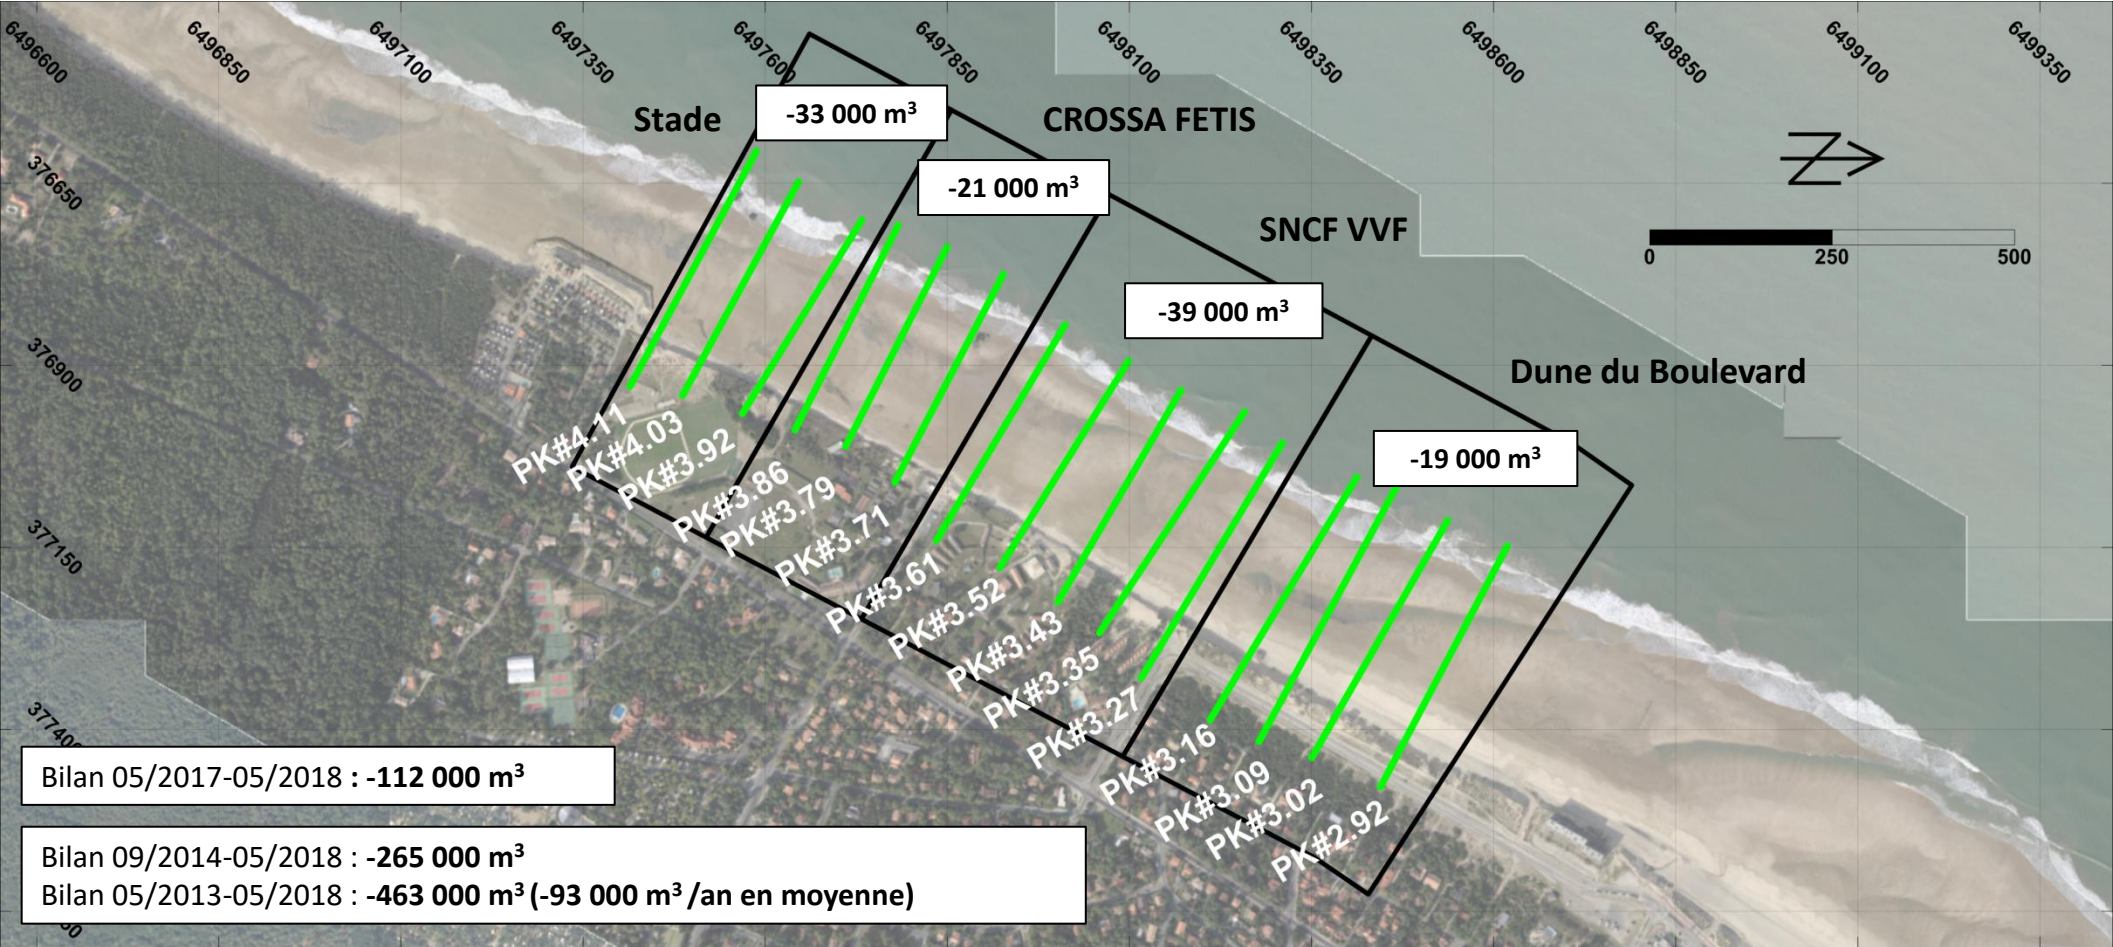 6496600
6496850
6497100
6497350
6497600
6497850
6498100
6498350
6498600
6498850
6499100
6499350
Stade
-33 000 m³
CROSSA FETIS
-21 000 m³
SNCF VVF
-39 000 m³
Dune du Boulevard
-19 000 m³
Z
0 250 500
376650
376900
377150
377400
PK#4.11
PK#4.03
PK#3.92
PK#3.86
PK#3.79
PK#3.71
PK#3.61
PK#3.52
PK#3.43
PK#3.35
PK#3.27
PK#3.16
PK#3.09
PK#3.02
PK#2.92
Bilan 05/2017-05/2018 : -112 000 m³
Bilan 09/2014-05/2018 : -265 000 m³
Bilan 05/2013-05/2018 : -463 000 m³ (-93 000 m³ /an en moyenne)